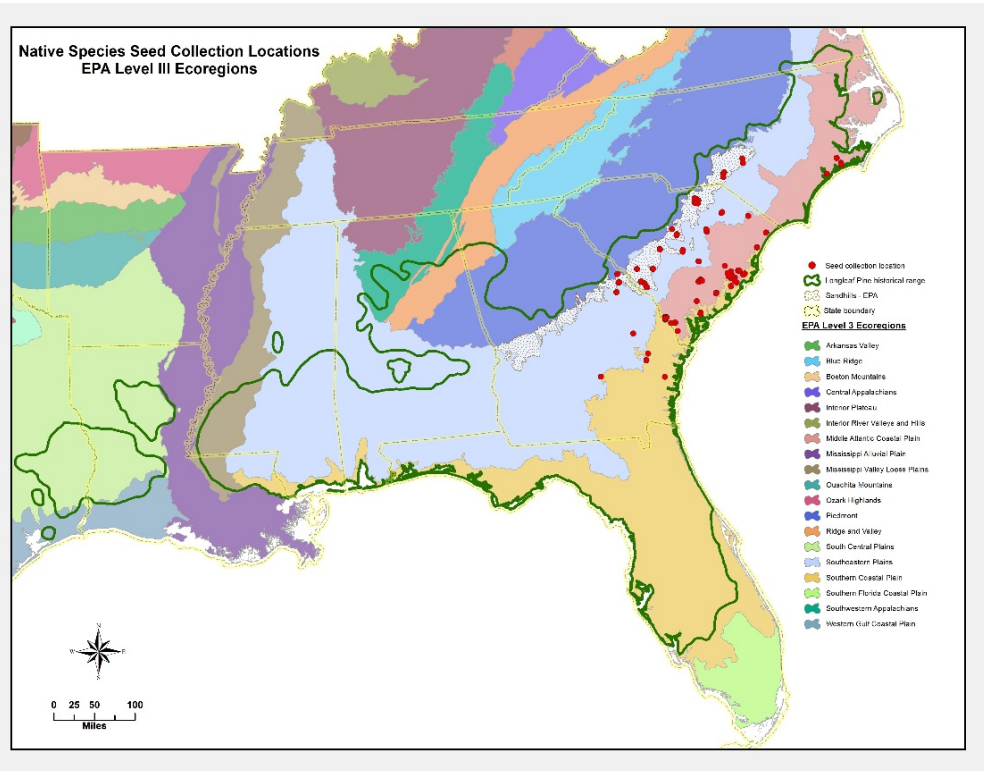 Native Species Seed Collection Locations
EPA Level III Ecoregions
Seed collection location
Longleaf Pine historical range
Sandhills - EPA
State boundary
EPA Level 3 Ecoregions
Arkansas Valley
Blue Ridge
Boston Mountains
Central Appalachians
Interior Plateau
Interior River Valleys and Hills
Middle Atlantic Coastal Plain
Mississippi Alluvial Plain
Mississippi Valley Loess Plains
Ouachita Mountains
Ozark Highlands
Piedmont
Ridge and Valley
South Central Plains
Southeastern Plains
Southern Coastal Plain
Southern Florida Coastal Plain
Southwestern Appalachians
Western Gulf Coastal Plain
N
W E
S
0 25 50 100
Miles